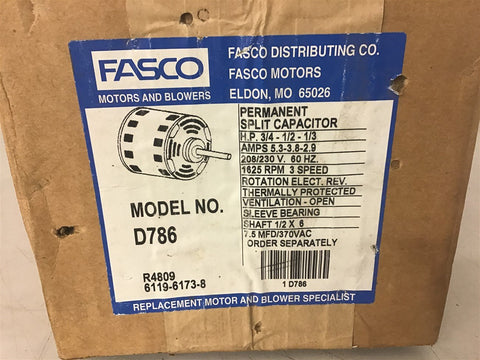 FASCO
MOTORS AND BLOWERS
FASCO DISTRIBUTING CO.
FASCO MOTORS
ELDON, MO 65026
MODEL NO.
D786
R4809
6119-6173-8
PERMANENT
SPLIT CAPACITOR
H.P. 3/4 - 1/2 - 1/3
AMPS 5.3-3.8-2.9
208/230 V. 60 HZ.
1625 RPM 3 SPEED
ROTATION ELECT. REV.
THERMALLY PROTECTED
VENTILATION - OPEN
SLEEVE BEARING
SHAFT 1/2 X 6
7.5 MFD/370VAC
ORDER SEPARATELY
1 D786
REPLACEMENT MOTOR AND BLOWER SPECIALIST